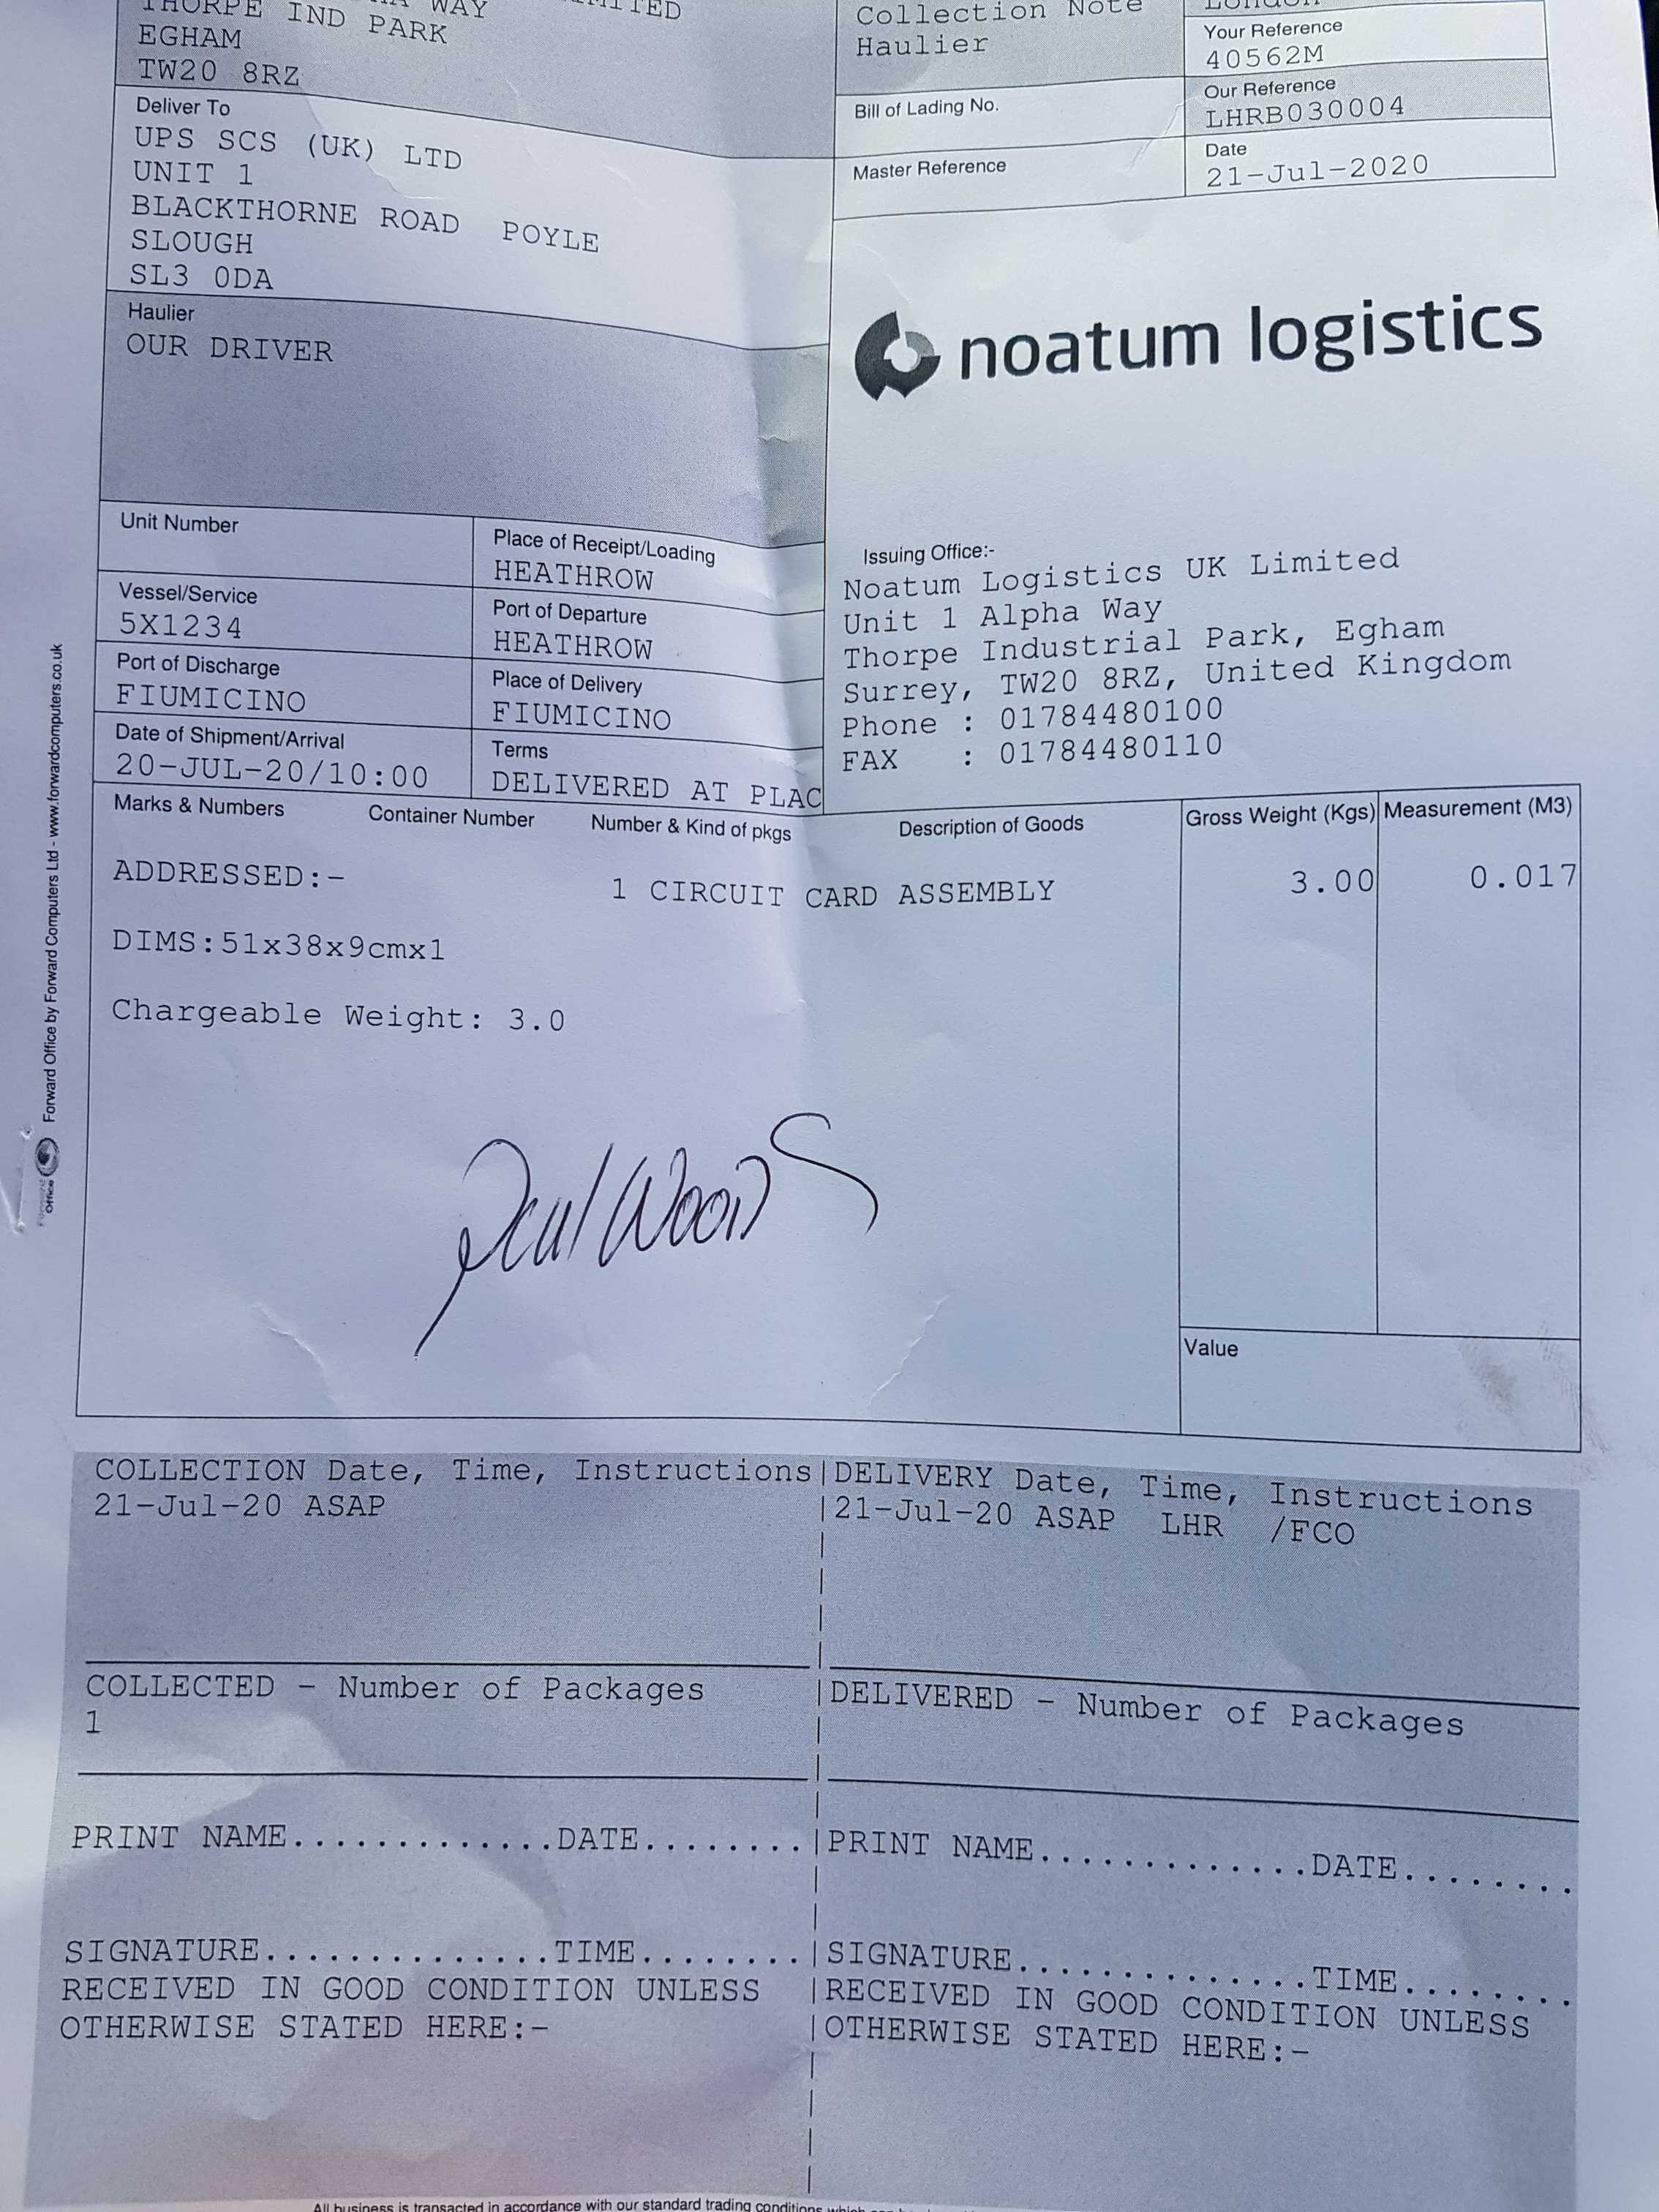 WAY
THORPE IND PARK
EGHAM
TW20 8RZ
Collection Note
Haulier
London
Your Reference
40562M
Bill of Lading No.
Our Reference
LHRB030004
Master Reference
Date
21-Jul-2020
Deliver To
UPS SCS (UK) LTD
UNIT 1
BLACKTHORNE ROAD POYLE
SLOUGH
SL3 0DA
Haulier
OUR DRIVER
noatum logistics
Unit Number
Place of Receipt/Loading
HEATHROW
Vessel/Service
5X1234
Port of Departure
HEATHROW
Port of Discharge
FIUMICINO
Place of Delivery
FIUMICINO
Date of Shipment/Arrival
20-JUL-20/10:00
Terms
DELIVERED AT PLAC
Issuing Office:-
Noatum Logistics UK Limited
Unit 1 Alpha Way
Thorpe Industrial Park, Egham
Surrey, TW20 8RZ, United Kingdom
Phone : 01784480100
FAX : 01784480110
Marks & Numbers Container Number Number & Kind of pkgs Description of Goods Gross Weight (Kgs) Measurement (M3)
ADDRESSED:- 1 CIRCUIT CARD ASSEMBLY 3.00 0.017
DIMS:51x38x9cmx1
Chargeable Weight: 3.0
Paul Woods
Value
Forward Office by Forward Computers Ltd - www.forwardcomputers.co.uk
COLLECTION Date, Time, Instructions
21-Jul-20 ASAP
DELIVERY Date, Time, Instructions
21-Jul-20 ASAP LHR /FCO
COLLECTED - Number of Packages
1
DELIVERED - Number of Packages
PRINT NAME.............DATE........
PRINT NAME.............DATE........
SIGNATURE..............TIME........
RECEIVED IN GOOD CONDITION UNLESS
OTHERWISE STATED HERE:-
SIGNATURE..............TIME........
RECEIVED IN GOOD CONDITION UNLESS
OTHERWISE STATED HERE:-
All business is transacted in accordance with our standard trading conditions which